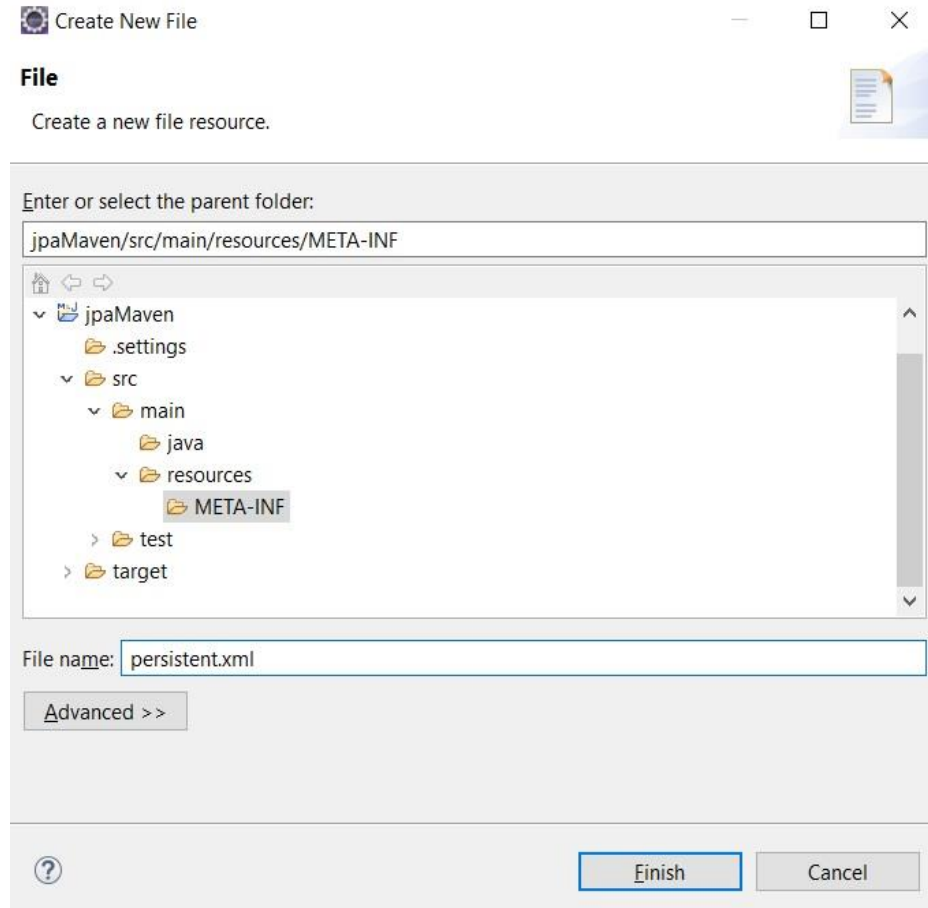 Create New File
File
Create a new file resource.
Enter or select the parent folder:
jpaMaven/src/main/resources/META-INF
jpaMaven
.settings
src
main
java
resources
META-INF
test
target
File name: persistent.xml
Advanced >>
Finish Cancel